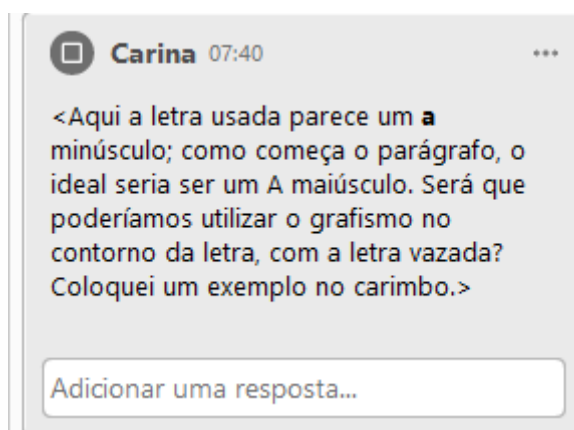 Carina 07:40
<Aqui a letra usada parece um a
minúsculo; como começa o parágrafo, o
ideal seria ser um A maiúsculo. Será que
poderíamos utilizar o grafismo no
contorno da letra, com a letra vazada?
Coloquei um exemplo no carimbo.>
Adicionar uma resposta...